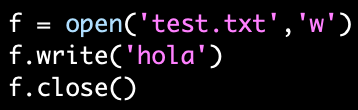 f = open('test.txt','w')
f.write('hola')
f.close()